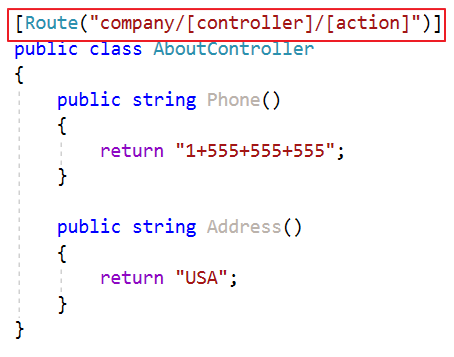 [Route("company/[controller]/[action]")]
public class AboutController
{
    public string Phone()
    {
        return "1+555+555+555";
    }
    public string Address()
    {
        return "USA";
    }
}